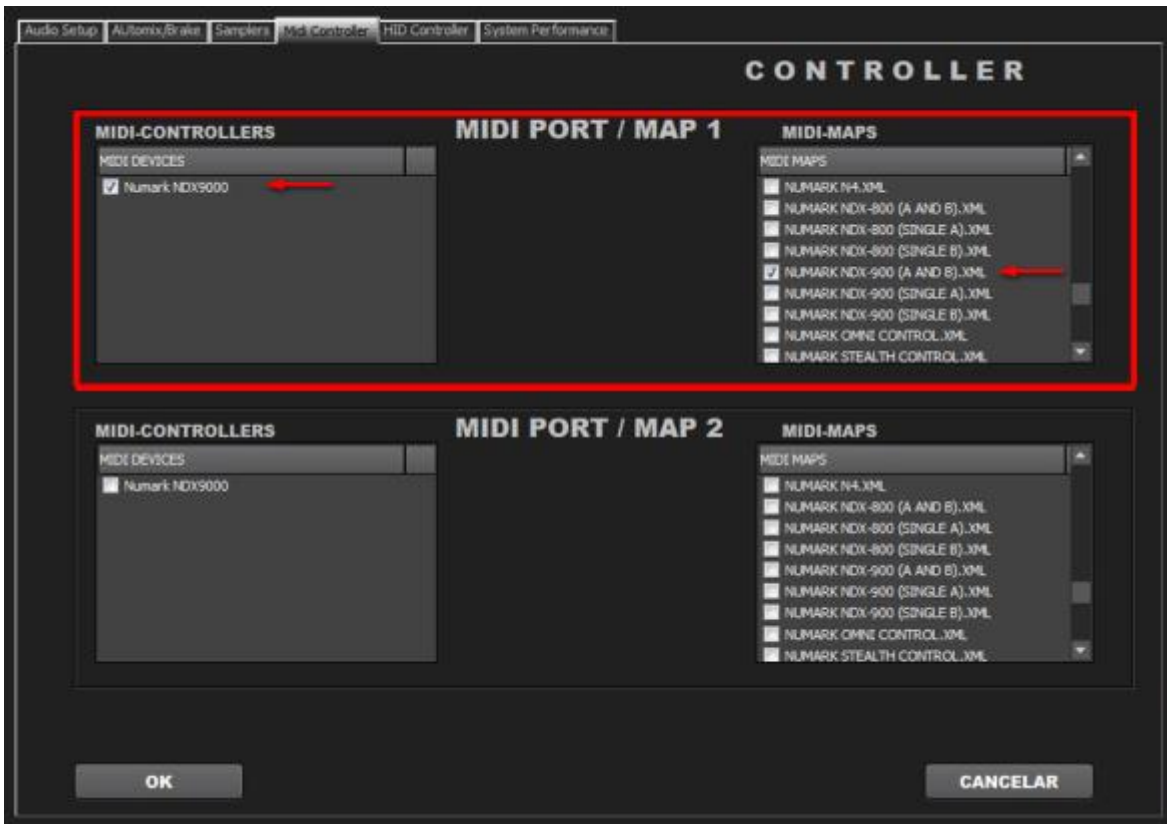 Audio Setup AUtomix/Brake Samplers Midi Controller HID Controller System Performance
CONTROLLER
MIDI-CONTROLLERS MIDI PORT / MAP 1 MIDI-MAPS
MIDI DEVICES MIDI MAPS
Numark NDX9000 NUMARK N4.XML
NUMARK NDX-800 (A AND B).XML
NUMARK NDX-800 (SINGLE A).XML
NUMARK NDX-800 (SINGLE B).XML
NUMARK NDX-900 (A AND B).XML
NUMARK NDX-900 (SINGLE A).XML
NUMARK NDX-900 (SINGLE B).XML
NUMARK OMNI CONTROL.XML
NUMARK STEALTH CONTROL.XML
MIDI-CONTROLLERS MIDI PORT / MAP 2 MIDI-MAPS
MIDI DEVICES MIDI MAPS
Numark NDX9000 NUMARK N4.XML
NUMARK NDX-800 (A AND B).XML
NUMARK NDX-800 (SINGLE A).XML
NUMARK NDX-800 (SINGLE B).XML
NUMARK NDX-900 (A AND B).XML
NUMARK NDX-900 (SINGLE A).XML
NUMARK NDX-900 (SINGLE B).XML
NUMARK OMNI CONTROL.XML
NUMARK STEALTH CONTROL.XML
OK CANCELAR